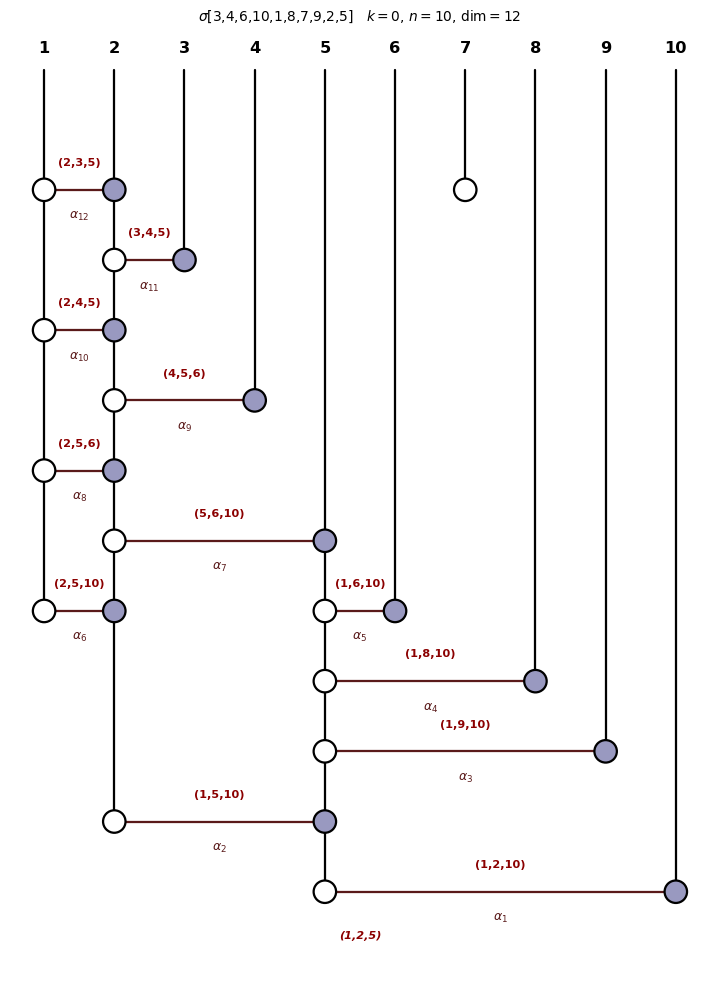 σ[3,4,6,10,1,8,7,9,2,5] k = 0, n = 10, dim = 12
1 2 3 4 5 6 7 8 9 10
(2,3,5)
α12
(3,4,5)
α11
(2,4,5)
α10
(4,5,6)
α9
(2,5,6)
α8
(5,6,10)
α7
(2,5,10) (1,6,10)
α6 α5
(1,8,10)
α4
(1,9,10)
α3
(1,5,10)
α2
(1,2,10)
α1
(1,2,5)